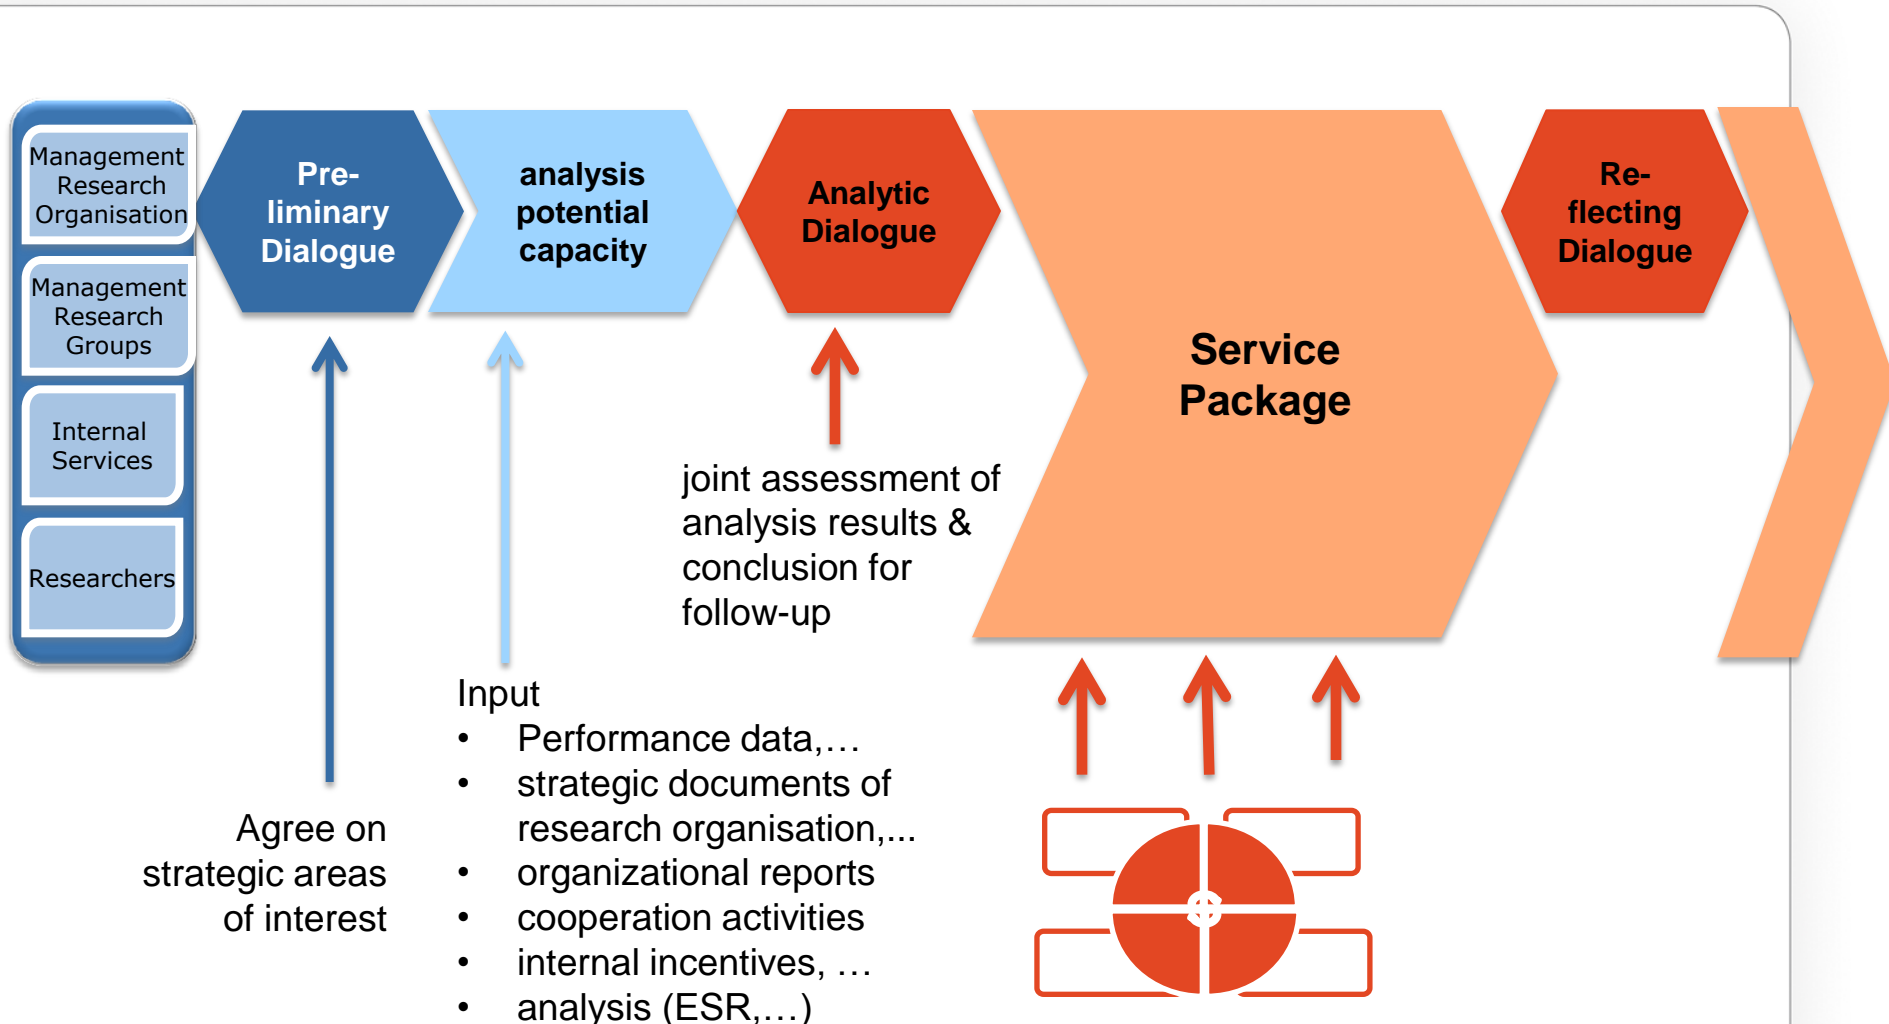 Management
Research
Organisation
Management
Research
Groups
Internal
Services
Researchers
Pre-
liminary
Dialogue
analysis
potential
capacity
Analytic
Dialogue
Service
Package
Re-
flecting
Dialogue
joint assessment of
analysis results &
conclusion for
follow-up
Agree on
strategic areas
of interest
Input
• Performance data,…
• strategic documents of
research organisation,...
• organizational reports
• cooperation activities
• internal incentives, …
• analysis (ESR,…)